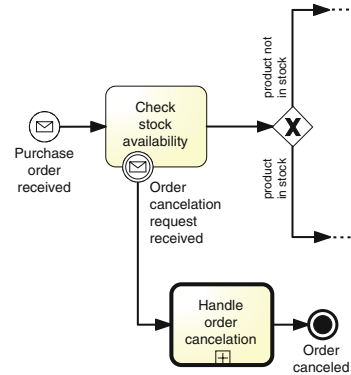 product not
in stock
Check
stock
availability
Purchase
order
received
Order
cancelation
request
received
X
product
in stock
Handle
order
cancelation
Order
canceled